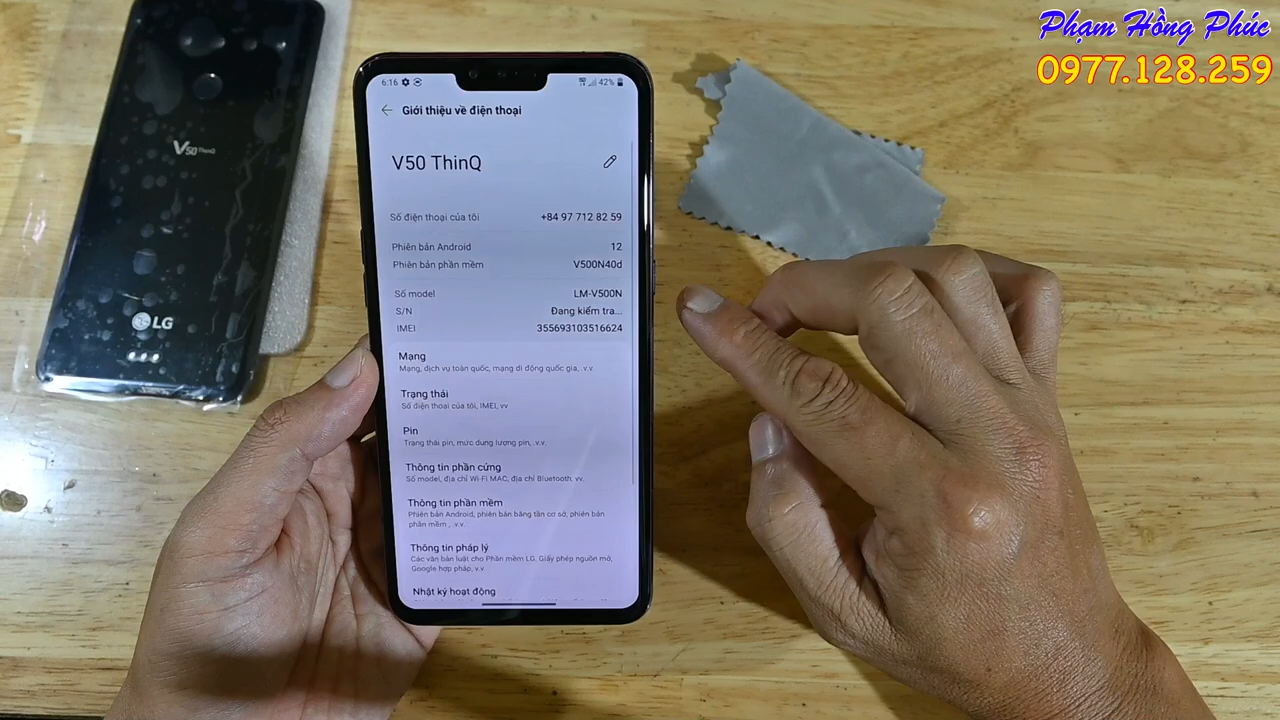 Phạm Hồng Phúc
0977.128.259
V50 ThinQ
LG
6:16
42%
Giới thiệu về điện thoại
V50 ThinQ
Số điện thoại của tôi +84 97 712 82 59
Phiên bản Android 12
Phiên bản phần mềm V500N40d
Số model LM-V500N
S/N Đang kiểm tra...
IMEI 355693103516624
Mạng
Mạng, dịch vụ toàn quốc, mạng di động quốc gia, .v.v.
Trạng thái
Số điện thoại của tôi, IMEI, vv
Pin
Trạng thái pin, mức dung lượng pin, .v.v.
Thông tin phần cứng
Số model, địa chỉ Wi-Fi MAC, địa chỉ Bluetooth. vv.
Thông tin phần mềm
Phiên bản Android, phiên bản băng tần cơ sở, phiên bản
phần mềm , .v.v.
Thông tin pháp lý
Các văn bản luật cho Phần mềm LG. Giấy phép nguồn mở,
Google hợp pháp, v.v.
Nhật ký hoạt động